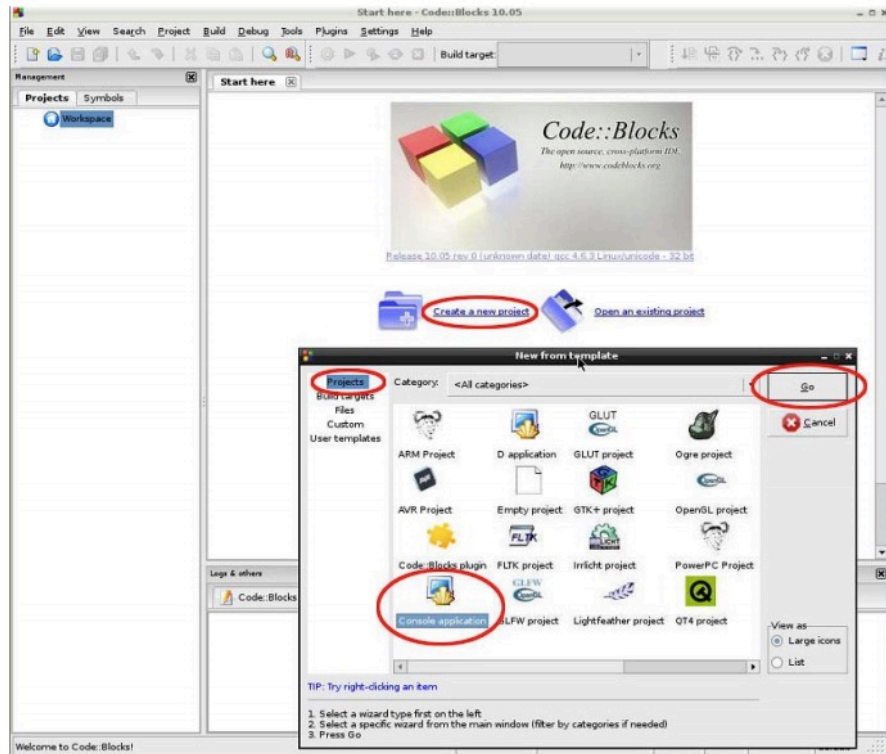 Start here - Code::Blocks 10.05
File Edit View Search Project Build Debug Tools Plugins Settings Help
Build target:
Management
Projects Symbols
Workspace
Start here
Code::Blocks
The open source, cross-platform IDE
http://www.codeblocks.org
Release 10.05 rev 0 (unknown date) gcc 4.6.3 Linux/unicode - 32 bit
Create a new project
Open an existing project
New from template
Projects
Build targets
Files
Custom
User templates
Category: <All categories>
Go
Cancel
ARM Project
D application
GLUT
OpenGL
GLUT project
Ogre project
AVR
AVR Project
Empty project
GTK
GTK+ project
OpenGL
OpenGL project
Code::Blocks plugin
FLTK
FLTK project
Irrlicht project
PowerPC Project
Console application
GLFW
OpenGL
GLFW project
Lightfeather project
QT4 project
View as
Large icons
List
TIP: Try right-clicking an item
1. Select a wizard type first on the left
2. Select a specific wizard from the main window (filter by categories if needed)
3. Press Go
Logs & others
Code::Blocks
Welcome to Code::Blocks!